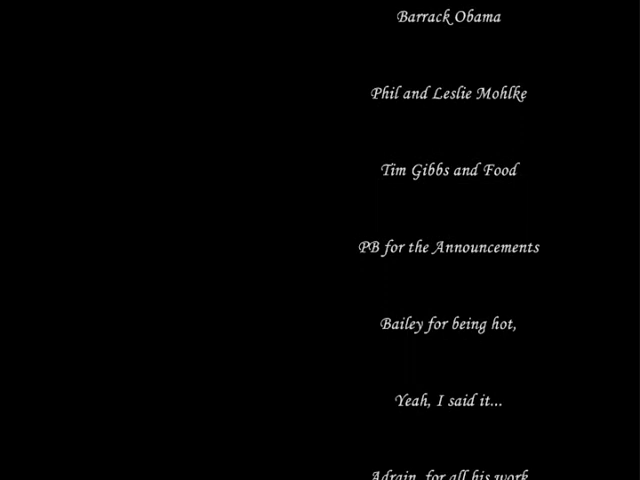 Barrack Obama
Phil and Leslie Mohlke
Tim Gibbs and Food
PB for the Announcements
Bailey for being hot,
Yeah, I said it...
Adrain, for all his work